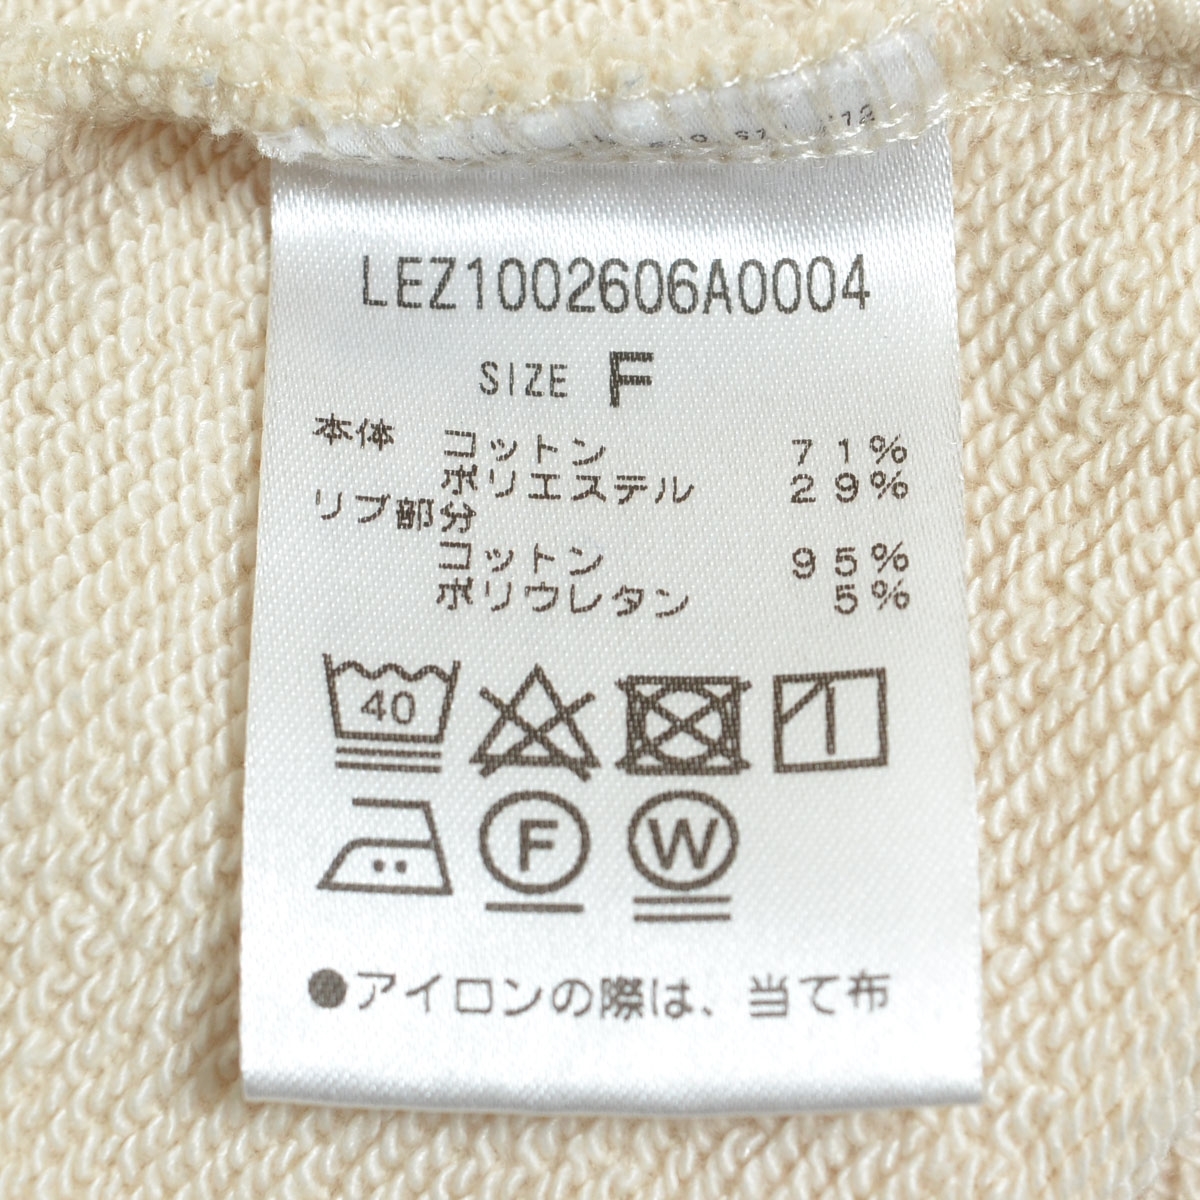 LEZ1002606A0004
SIZE F
本体 コットン 71%
ポリエステル 29%
リブ部分
コットン 95%
ポリウレタン 5%
40
F W
●アイロンの際は、当て布